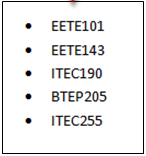 • EETE101
• EETE143
• ITEC190
• BTEP205
• ITEC255